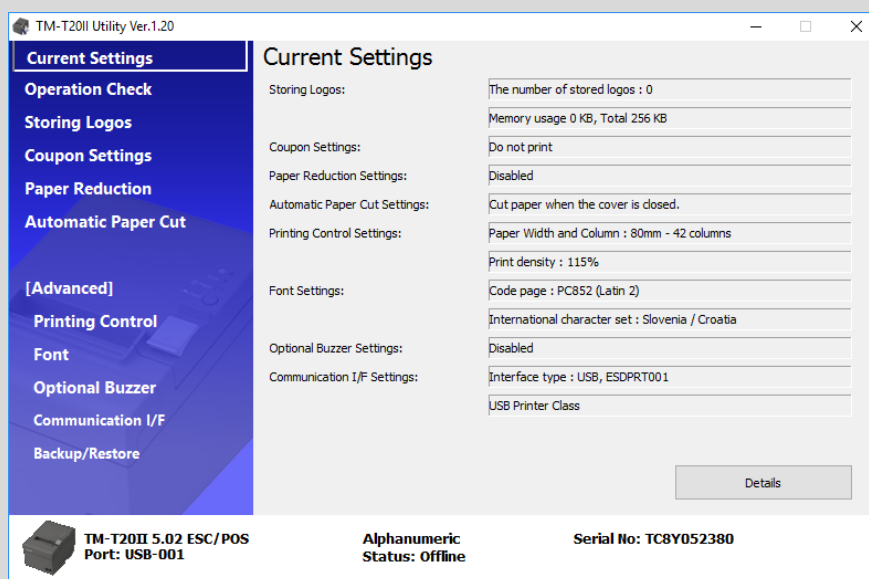 TM-T20II Utility Ver.1.20
Current Settings
Operation Check
Storing Logos
Coupon Settings
Paper Reduction
Automatic Paper Cut
[Advanced]
Printing Control
Font
Optional Buzzer
Communication I/F
Backup/Restore
Current Settings
Storing Logos: The number of stored logos : 0
Memory usage 0 KB, Total 256 KB
Coupon Settings: Do not print
Paper Reduction Settings: Disabled
Automatic Paper Cut Settings: Cut paper when the cover is closed.
Printing Control Settings: Paper Width and Column : 80mm - 42 columns
Print density : 115%
Font Settings: Code page : PC852 (Latin 2)
International character set : Slovenia / Croatia
Optional Buzzer Settings: Disabled
Communication I/F Settings: Interface type : USB, ESDPRT001
USB Printer Class
Details
TM-T20II 5.02 ESC/POS Alphanumeric Serial No: TC8Y052380
Port: USB-001 Status: Offline